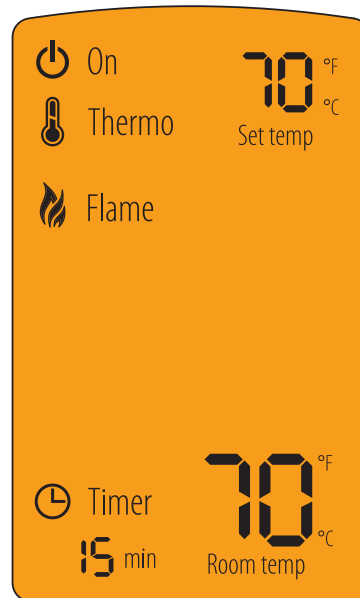 On
70 °F
°C
Thermo
Set temp
Flame
70 °F
°C
Timer
15 min
Room temp